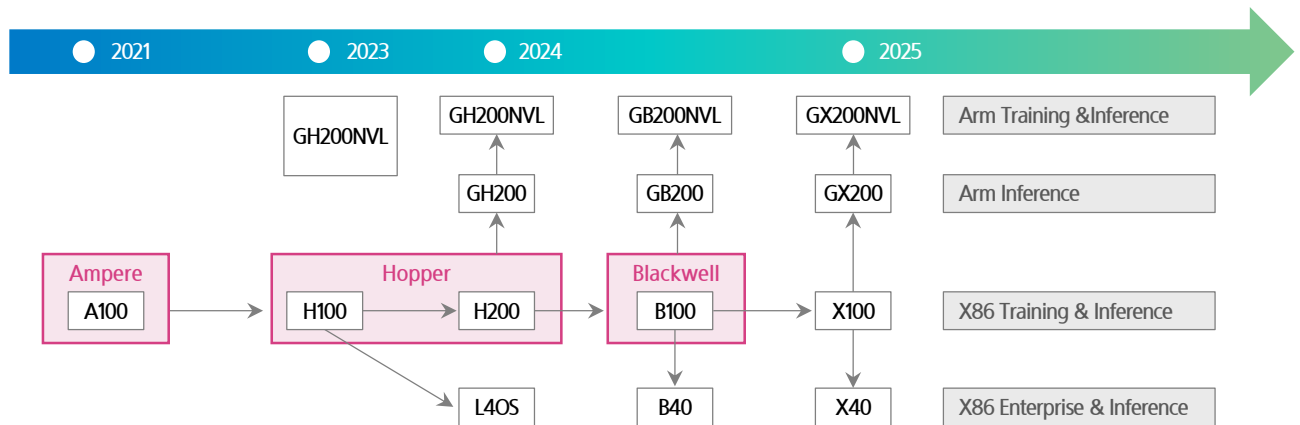 2021
2023
2024
2025
GH200NVL
GH200NVL
GB200NVL
GX200NVL
Arm Training &Inference
GH200
GB200
GX200
Arm Inference
Ampere
Hopper
Blackwell
A100
H100
H200
B100
X100
X86 Training & Inference
L4OS
B40
X40
X86 Enterprise & Inference